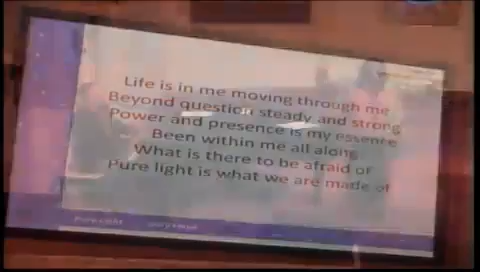 Life is in me moving through me
Beyond question steady and strong
Power and presence is my essence
Been within me all along
What is there to be afraid of
Pure light is what we are made of
Pure Light